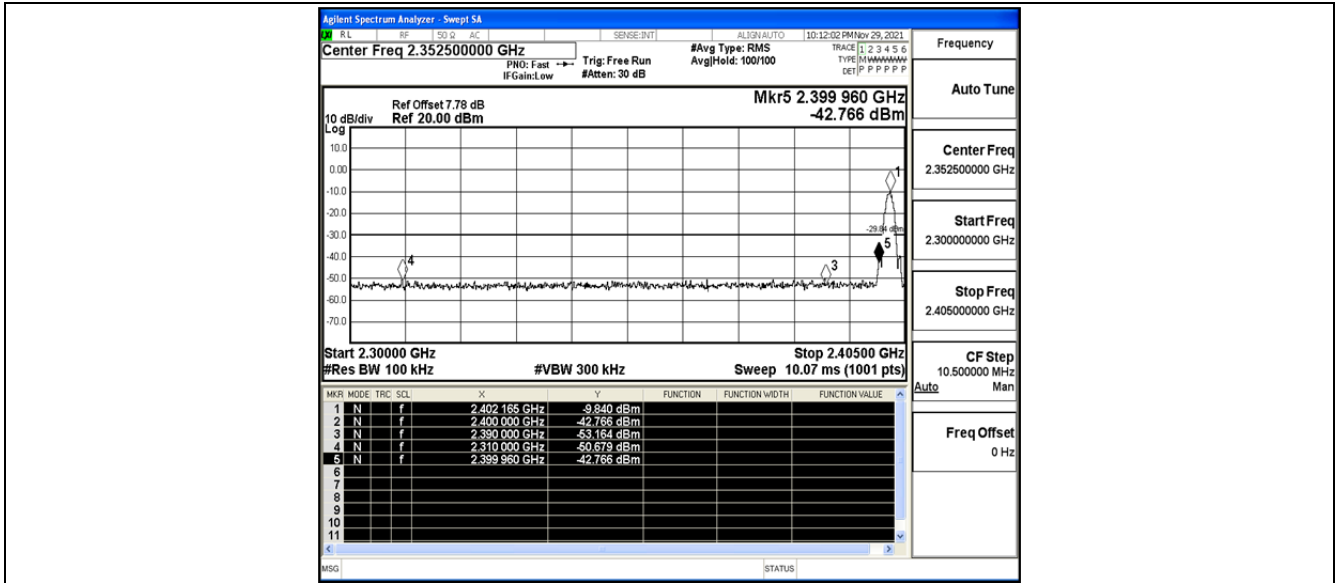 Agilent Spectrum Analyzer - Swept SA
LXI RL RF 50 Ω AC SENSE:INT ALIGNAUTO 10:12:02 PM Nov 29, 2021
Center Freq 2.352500000 GHz
PNO: Fast
IFGain:Low
Trig: Free Run
#Atten: 30 dB
#Avg Type: RMS
Avg|Hold: 100/100
TRACE 1 2 3 4 5 6
TYPE M W W W W W
DET P P P P P P
Ref Offset 7.78 dB
10 dB/div Ref 20.00 dBm
Log
Mkr5 2.399 960 GHz
-42.766 dBm
10.0
0.00
-10.0
-20.0
-30.0
-40.0
-50.0
-60.0
-70.0
1
-29.84 dBm
5
4
3
Start 2.30000 GHz Stop 2.40500 GHz
#Res BW 100 kHz #VBW 300 kHz Sweep 10.07 ms (1001 pts)
MKR MODE TRC SCL X Y FUNCTION FUNCTION WIDTH FUNCTION VALUE
1 N f 2.402 165 GHz -9.840 dBm
2 N f 2.400 000 GHz -42.766 dBm
3 N f 2.390 000 GHz -53.164 dBm
4 N f 2.310 000 GHz -50.679 dBm
5 N f 2.399 960 GHz -42.766 dBm
6
7
8
9
10
11
MSG STATUS
Frequency
Auto Tune
Center Freq
2.352500000 GHz
Start Freq
2.300000000 GHz
Stop Freq
2.405000000 GHz
CF Step
10.500000 MHz
Auto Man
Freq Offset
0 Hz